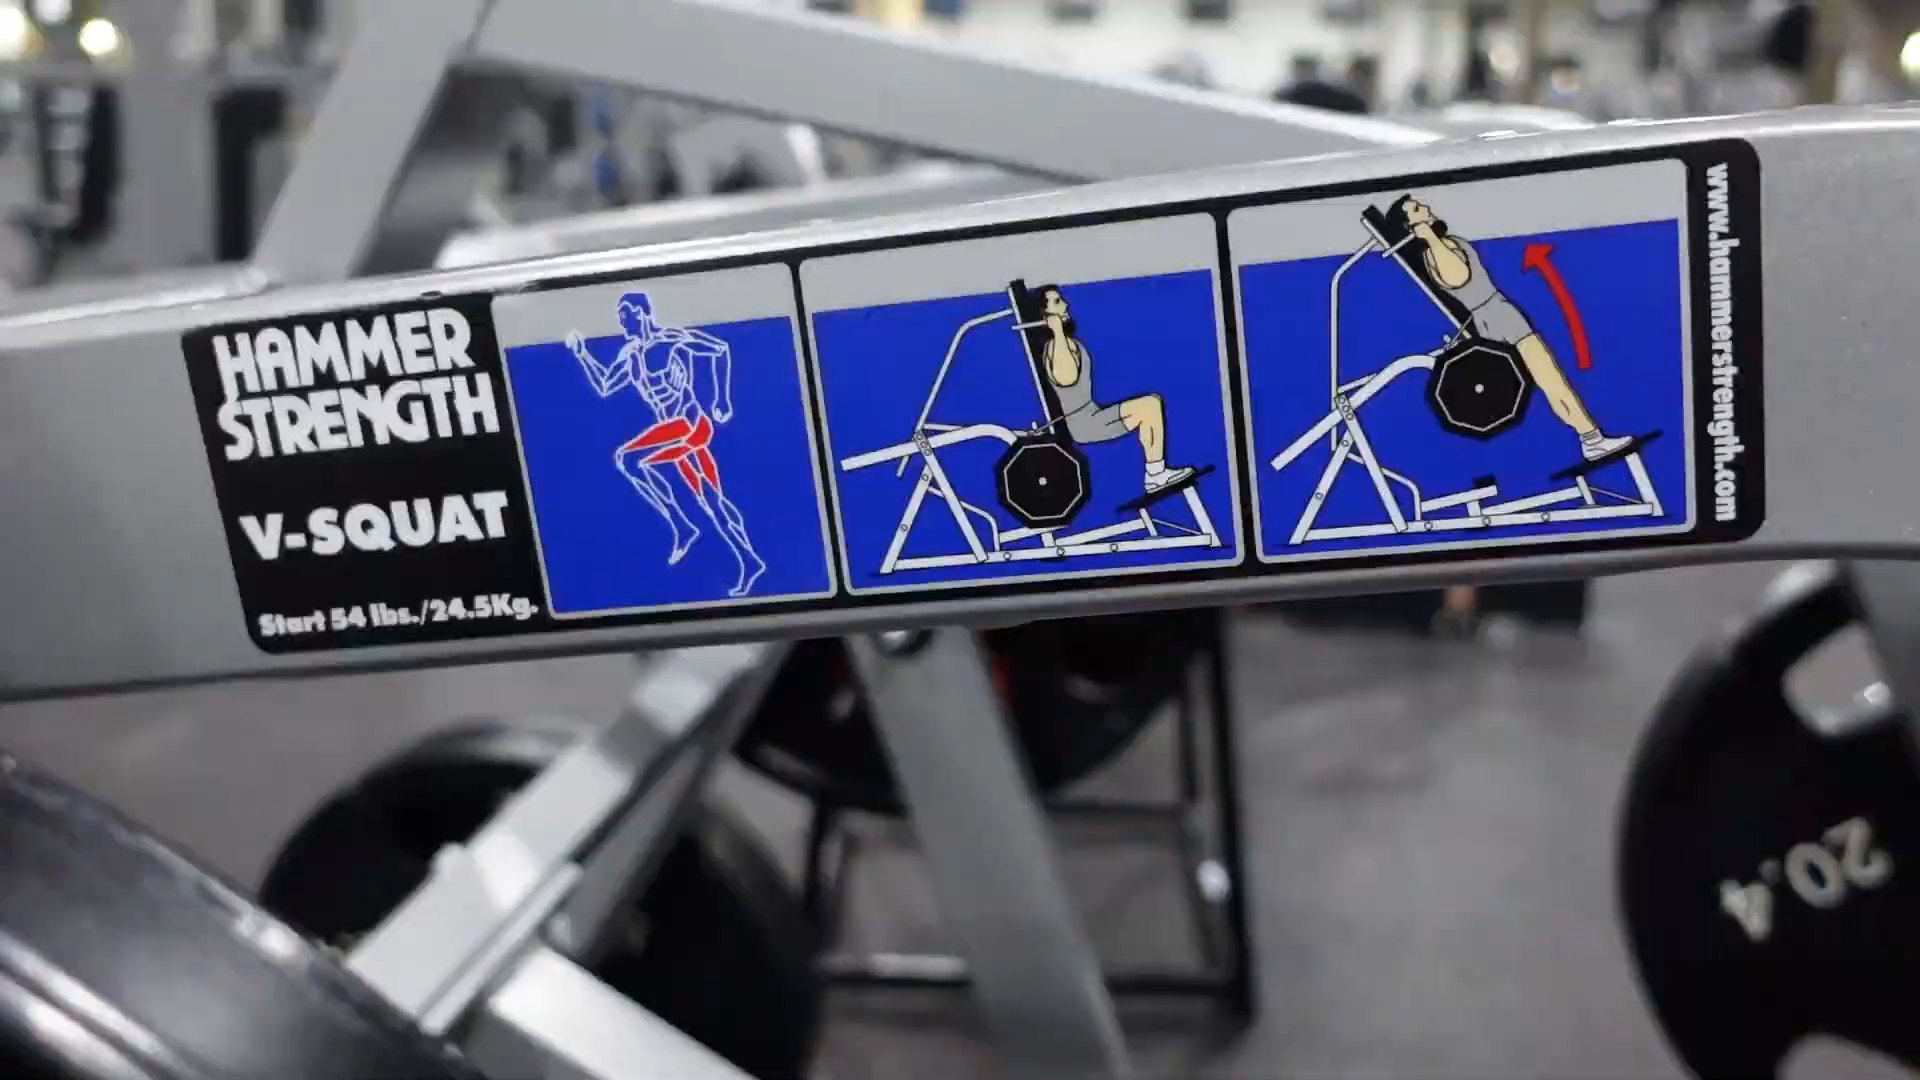 HAMMER
STRENGTH
V-SQUAT
Start 54 lbs./24.5Kg.
www.hammerstrength.com
20.4